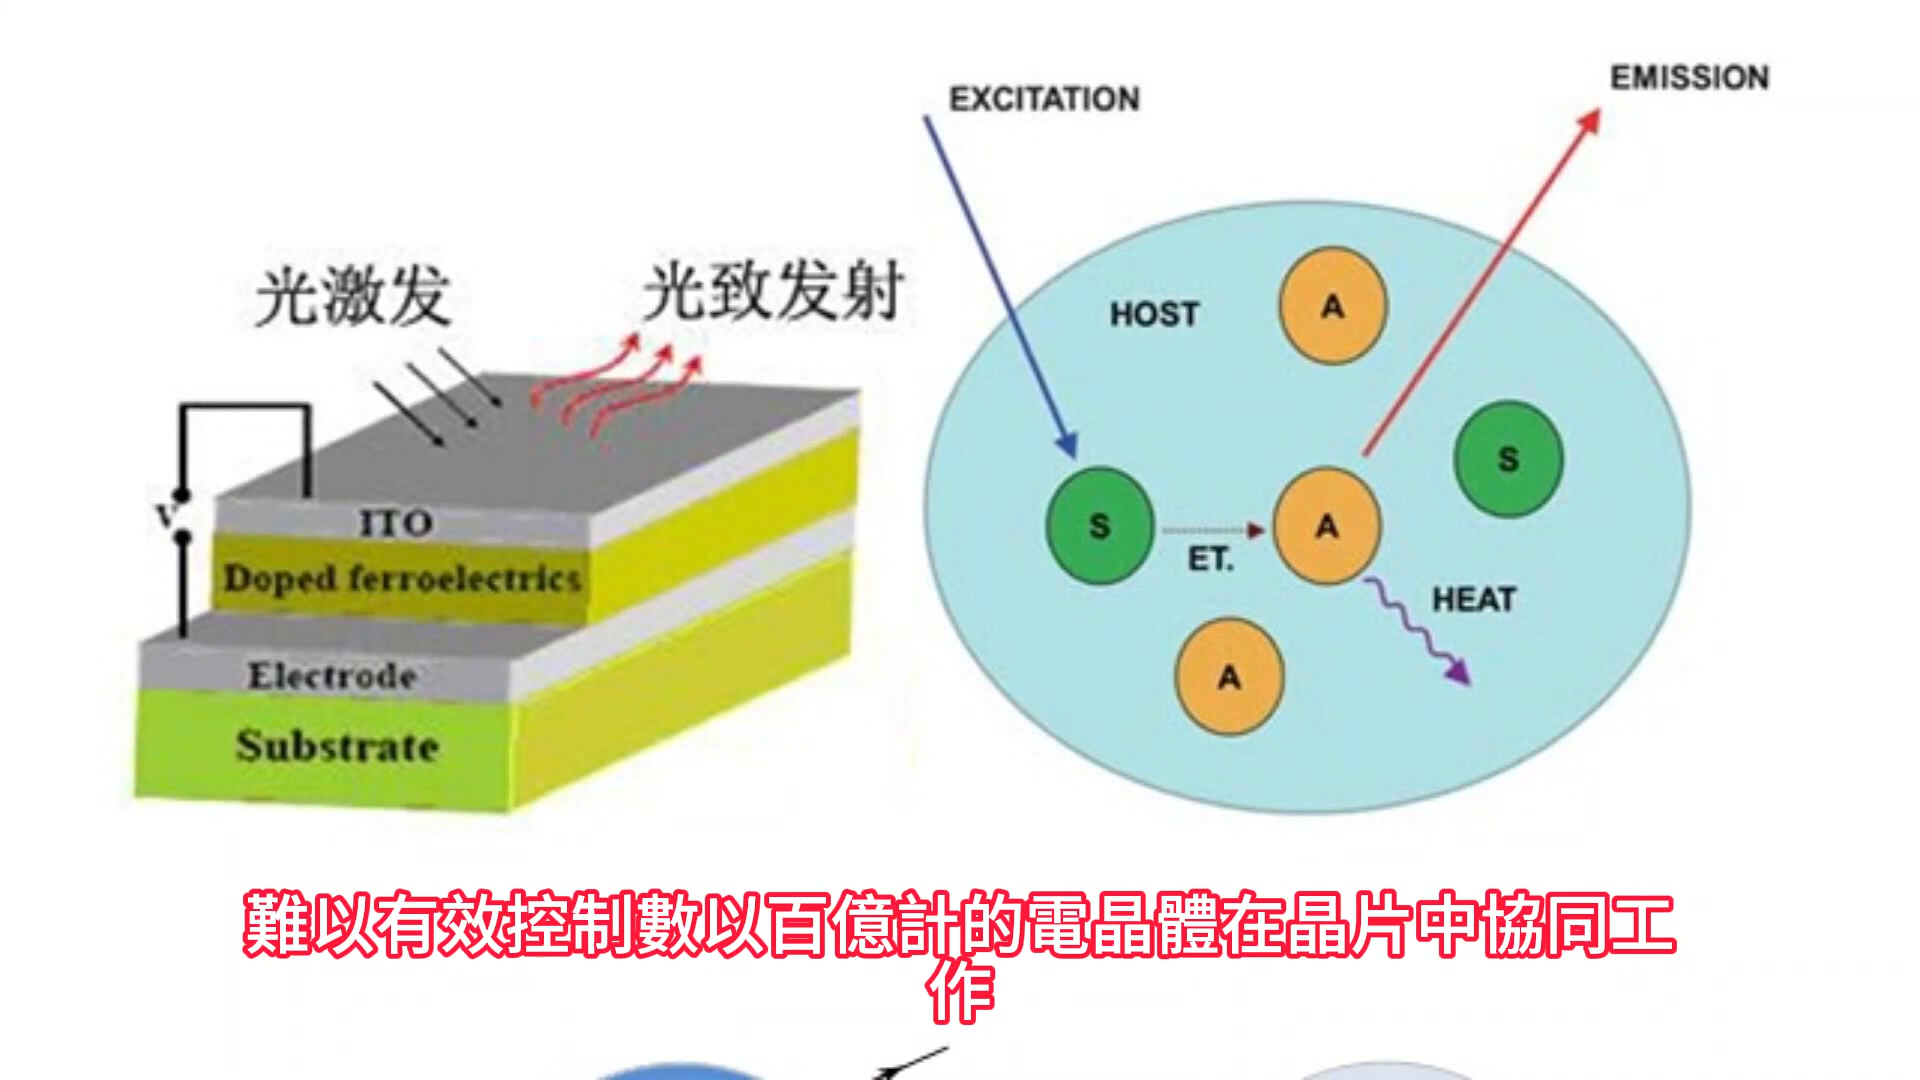 EMISSION
EXCITATION
光激发
光致发射
HOST
A
S
S
A
ET.
HEAT
A
V
ITO
Doped ferroelectrics
Electrode
Substrate
難以有效控制數以百億計的電晶體在晶片中協同工
作